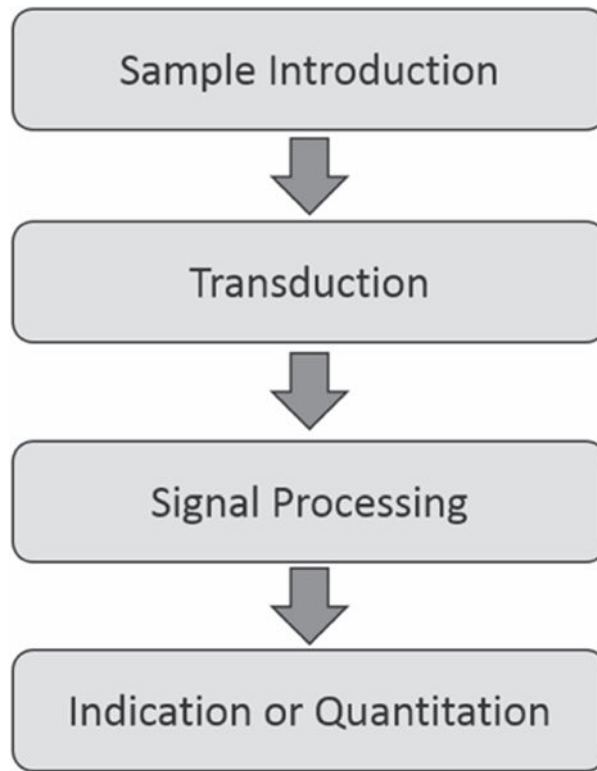 Sample Introduction
Transduction
Signal Processing
Indication or Quantitation